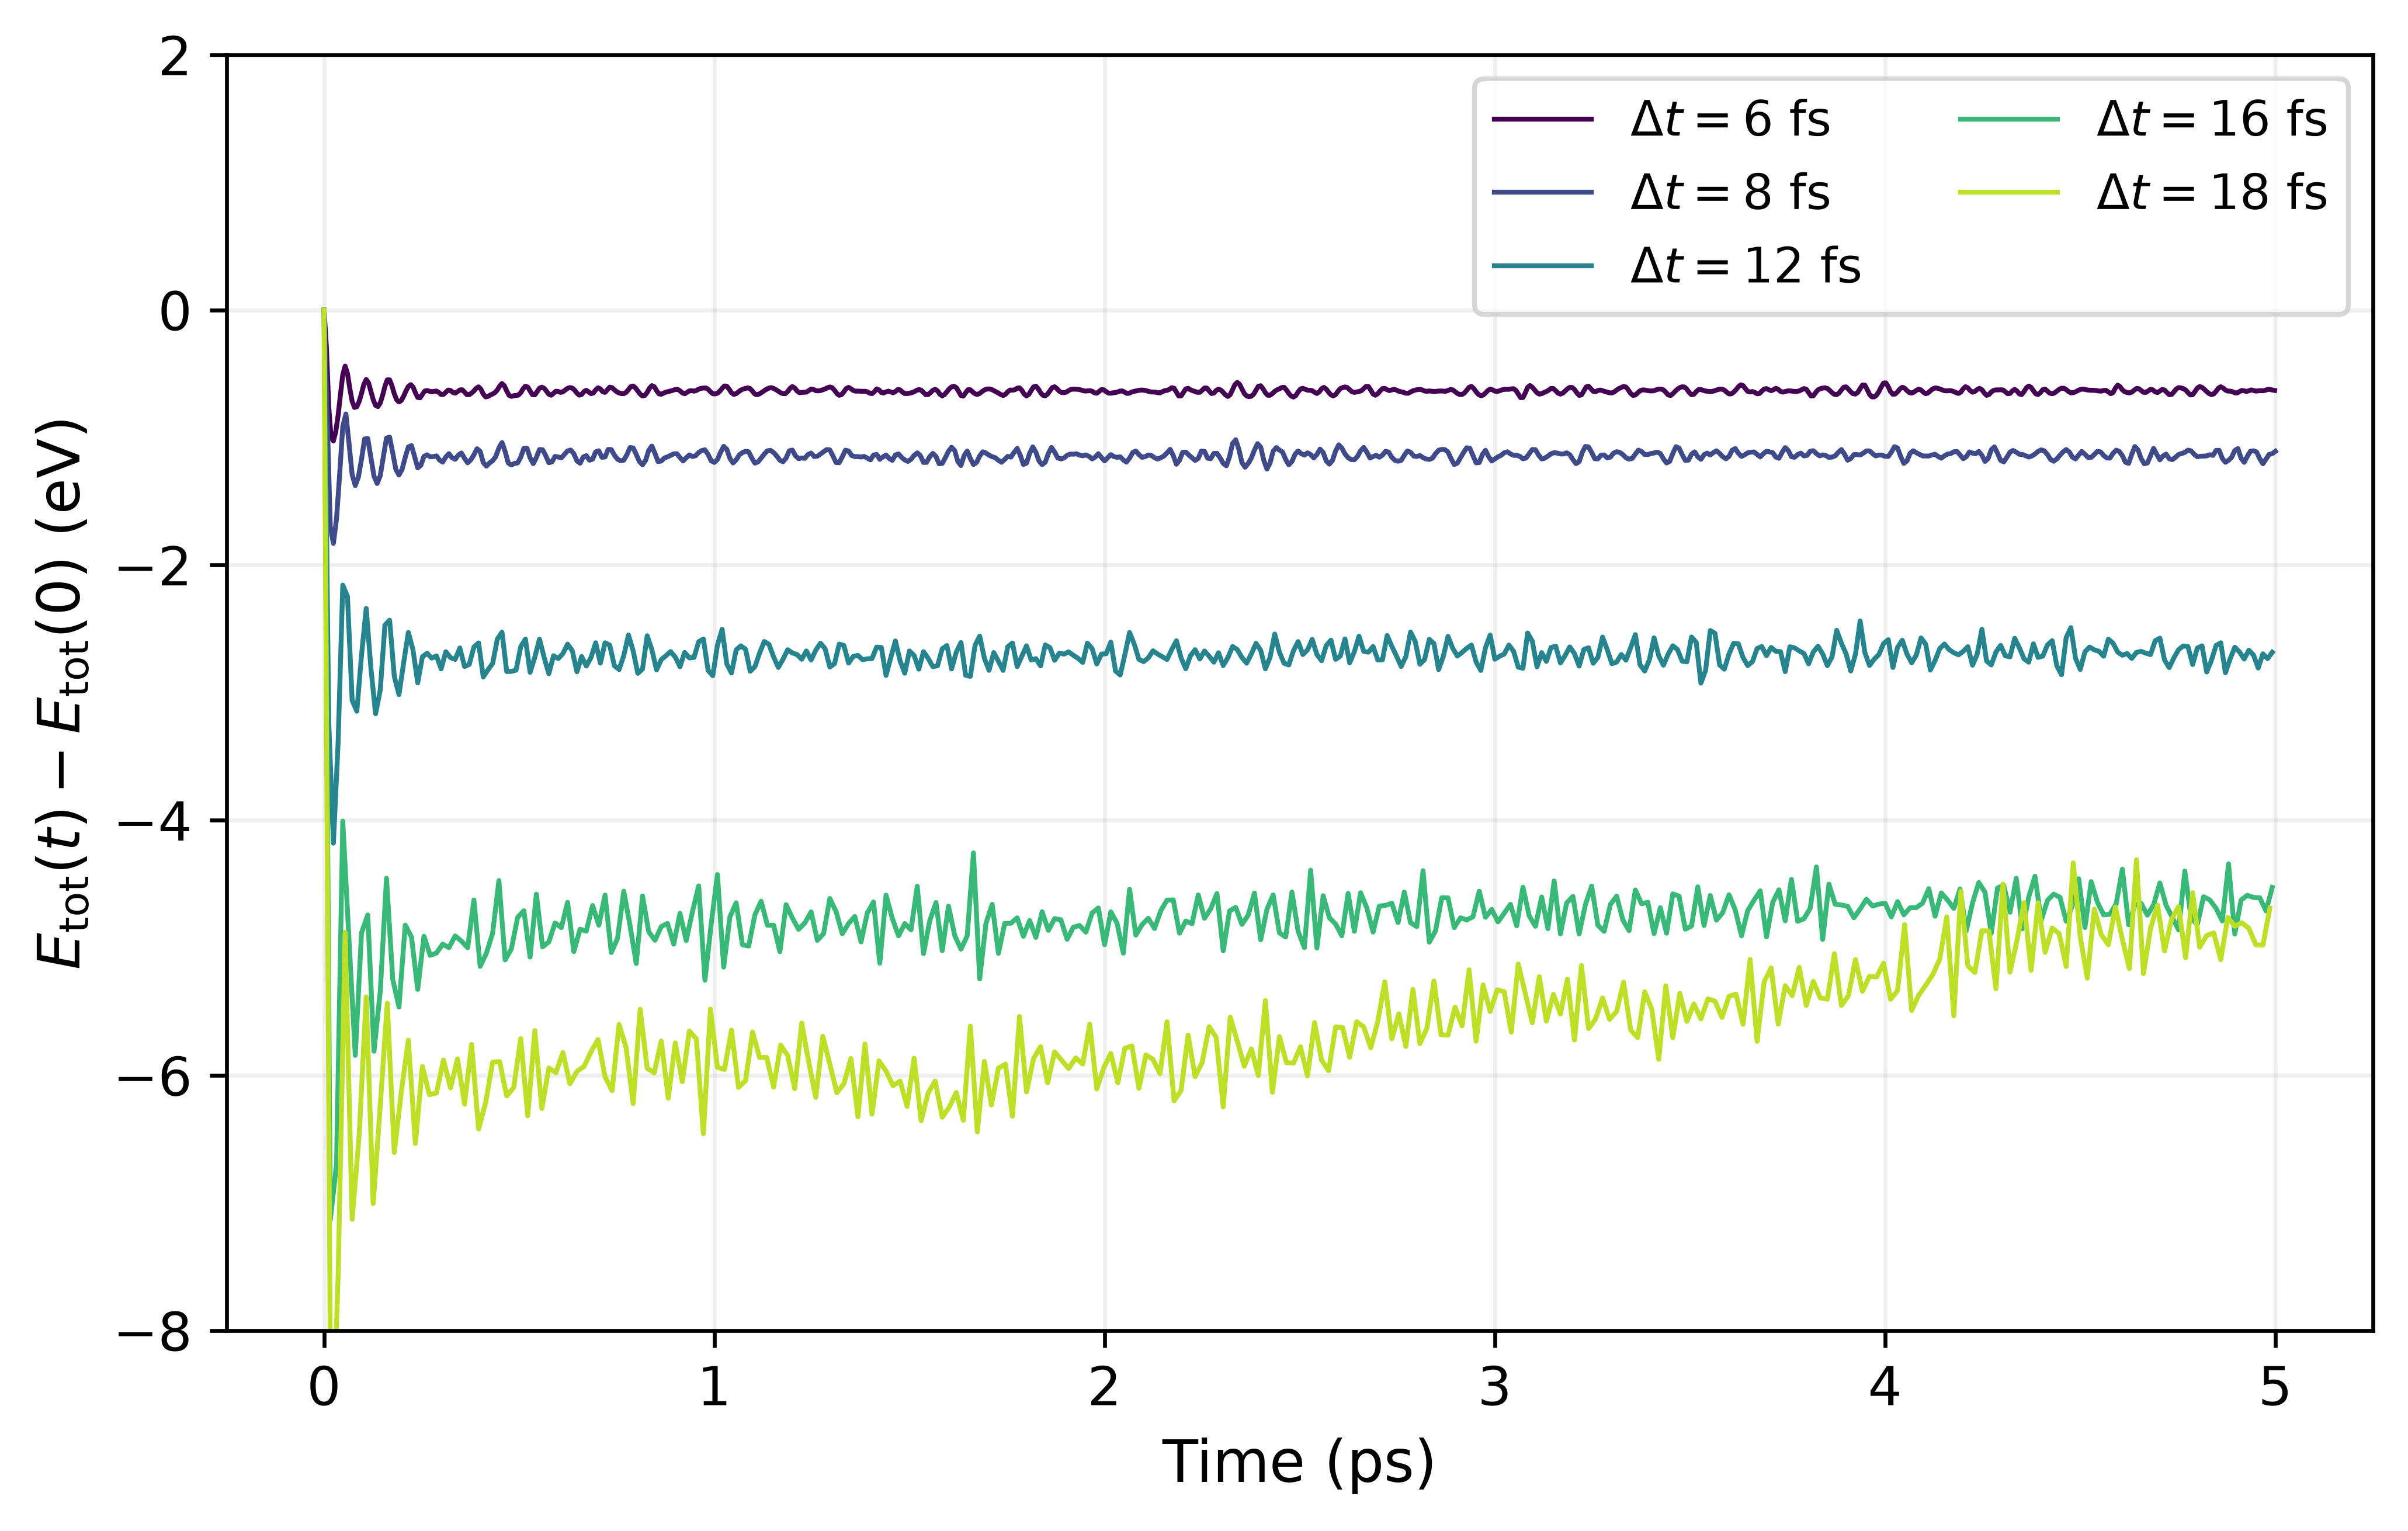 2
0
−2
−4
−6
−8
E_tot(t) − E_tot(0) (eV)
Δt = 6 fs
Δt = 8 fs
Δt = 12 fs
Δt = 16 fs
Δt = 18 fs
0 1 2 3 4 5
Time (ps)